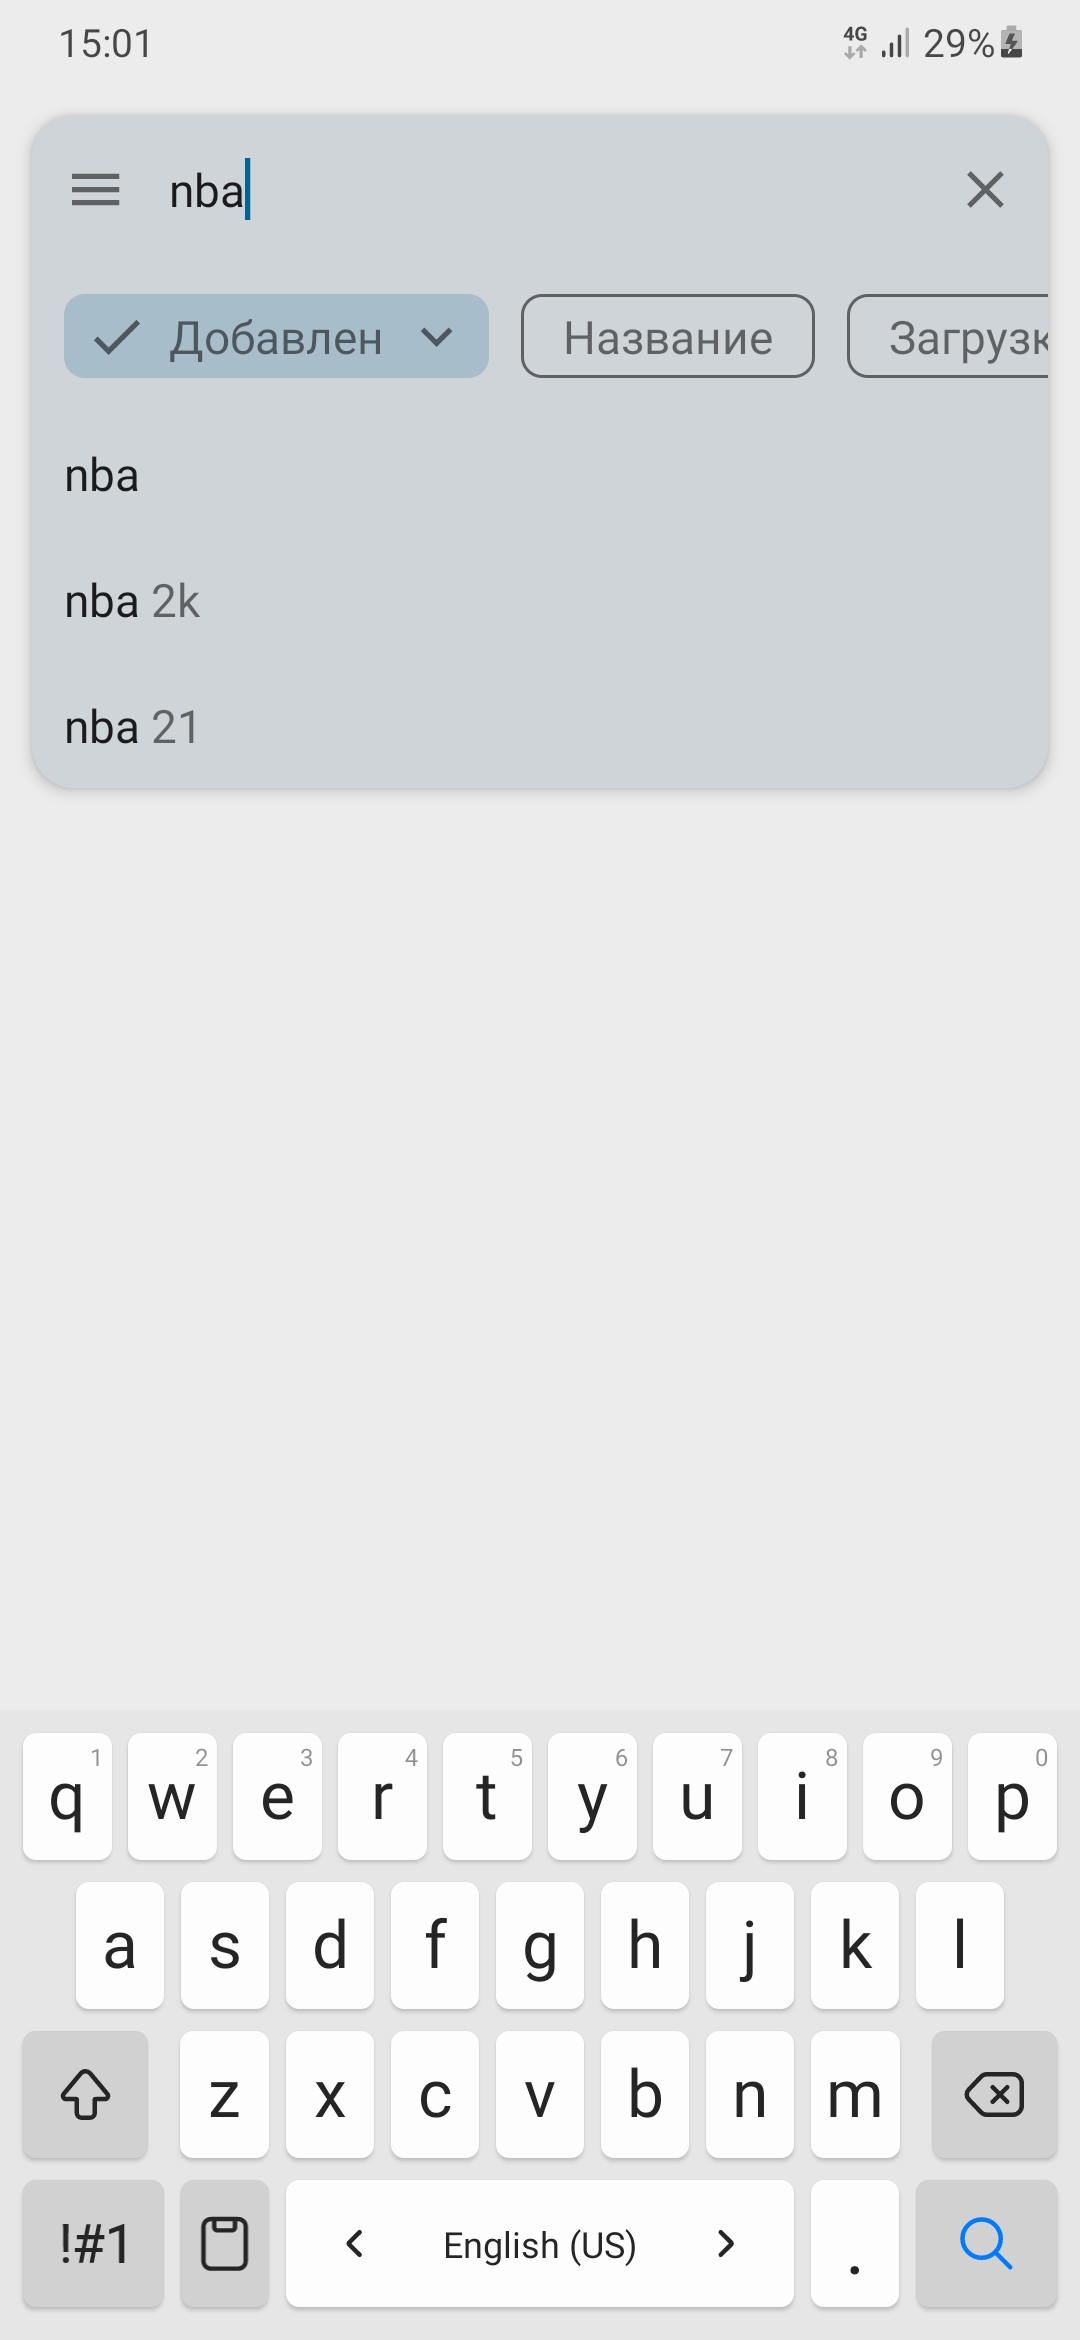 15:01 4G 29%
nba
Добавлен Название Загрузк
nba
nba 2k
nba 21
1 2 3 4 5 6 7 8 9 0
q w e r t y u i o p
a s d f g h j k l
z x c v b n m
!#1 English (US) .